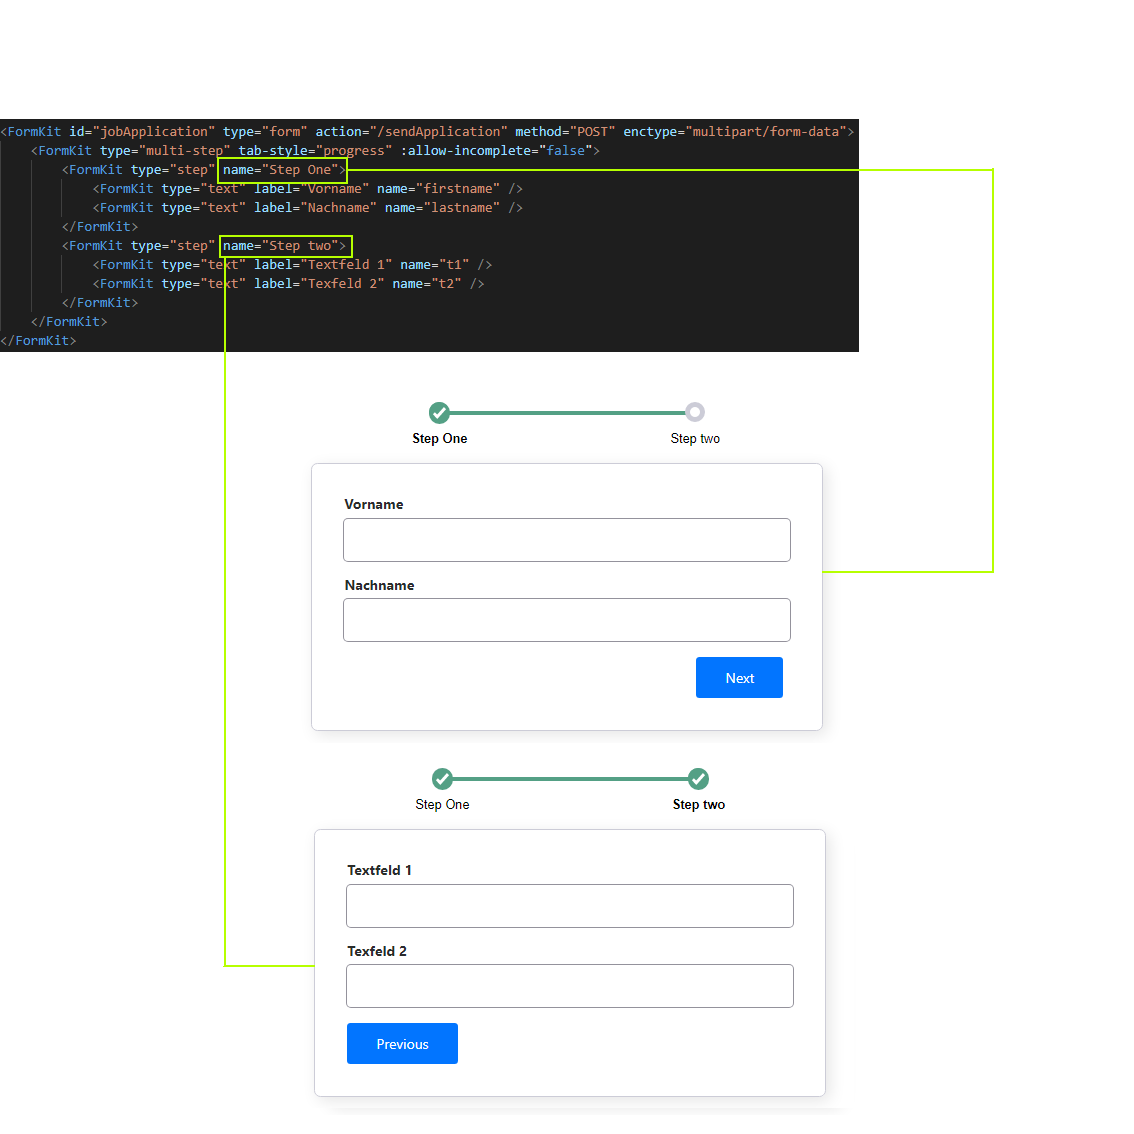 <FormKit id="jobApplication" type="form" action="/sendApplication" method="POST" enctype="multipart/form-data">
<FormKit type="multi-step" tab-style="progress" :allow-incomplete="false">
<FormKit type="step" name="Step One">
<FormKit type="text" label="Vorname" name="firstname" />
<FormKit type="text" label="Nachname" name="lastname" />
</FormKit>
<FormKit type="step" name="Step two">
<FormKit type="text" label="Textfeld 1" name="t1" />
<FormKit type="text" label="Texfeld 2" name="t2" />
</FormKit>
</FormKit>
</FormKit>
Step One Step two
Vorname
Nachname
Next
Step One Step two
Textfeld 1
Texfeld 2
Previous